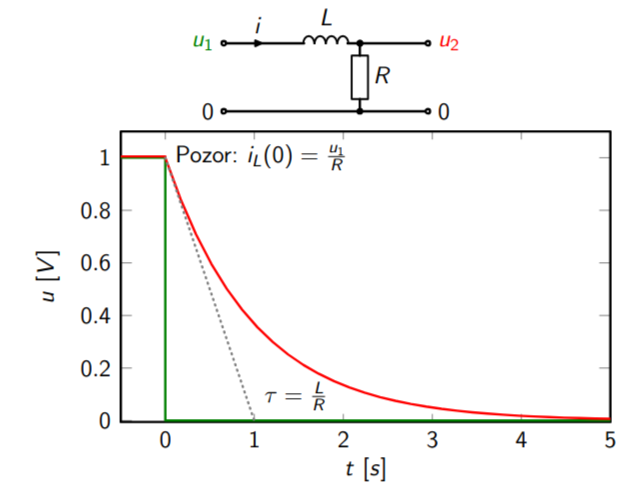 L
u₁ i u₂
R
0 0
Pozor: i_L(0) = u₁/R
1
0.8
0.6
0.4
0.2
0
u [V]
τ = L/R
0 1 2 3 4 5
t [s]